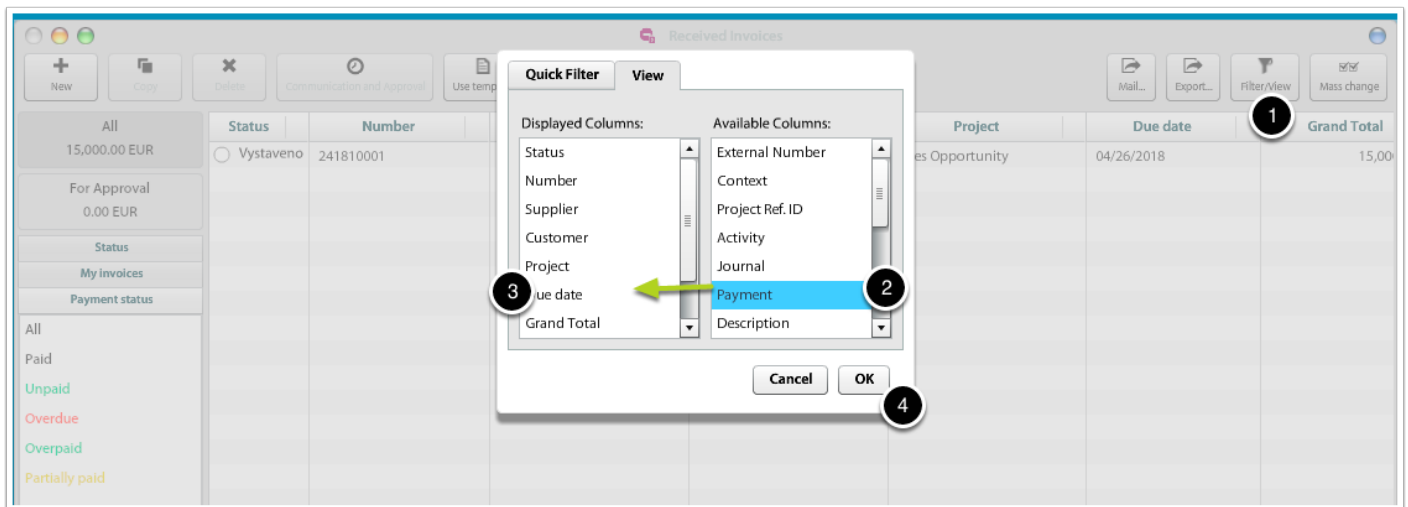 Received Invoices
New
Copy
Delete
Communication and Approval
Use temp
Mail...
Export...
Filter/View
Mass change
1
All
15,000.00 EUR
For Approval
0.00 EUR
Status
My invoices
Payment status
All
Paid
Unpaid
Overdue
Overpaid
Partially paid
Status Number Project Due date Grand Total
Vystaveno 241810001 es Opportunity 04/26/2018 15,00
Quick Filter View
Displayed Columns:
Status
Number
Supplier
Customer
Project
ue date
Grand Total
3
Available Columns:
External Number
Context
Project Ref. ID
Activity
Journal
Payment
Description
2
Cancel OK
4